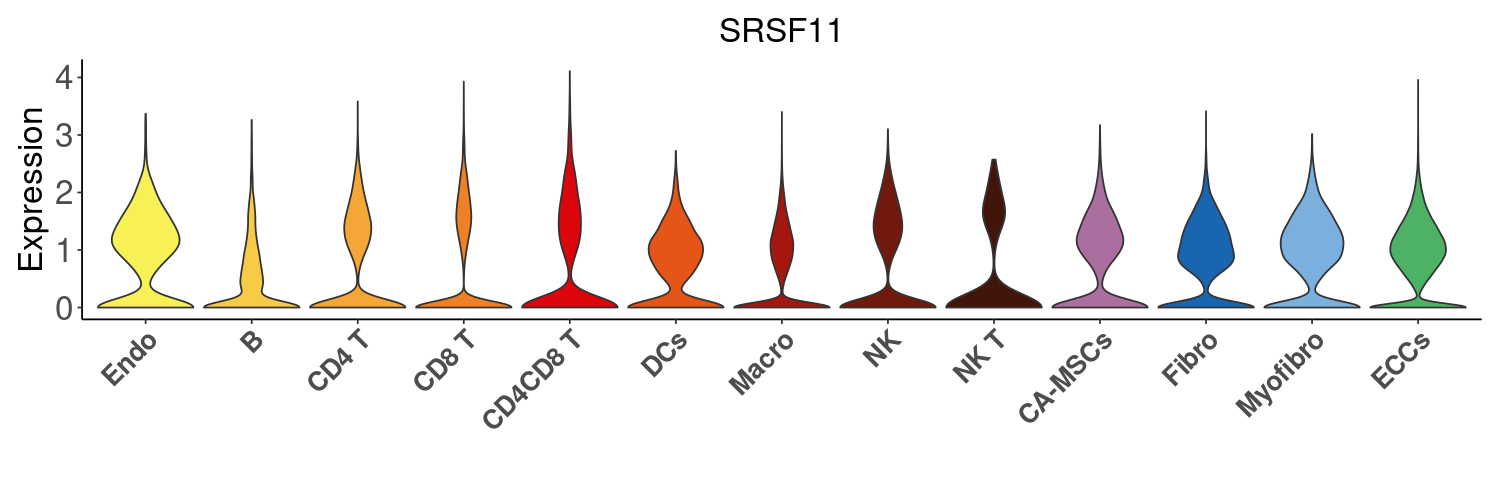 SRSF11
Expression
4
3
2
1
0
Endo
B
CD4 T
CD8 T
CD4CD8 T
DCs
Macro
NK
NK T
CA-MSCs
Fibro
Myofibro
ECCs